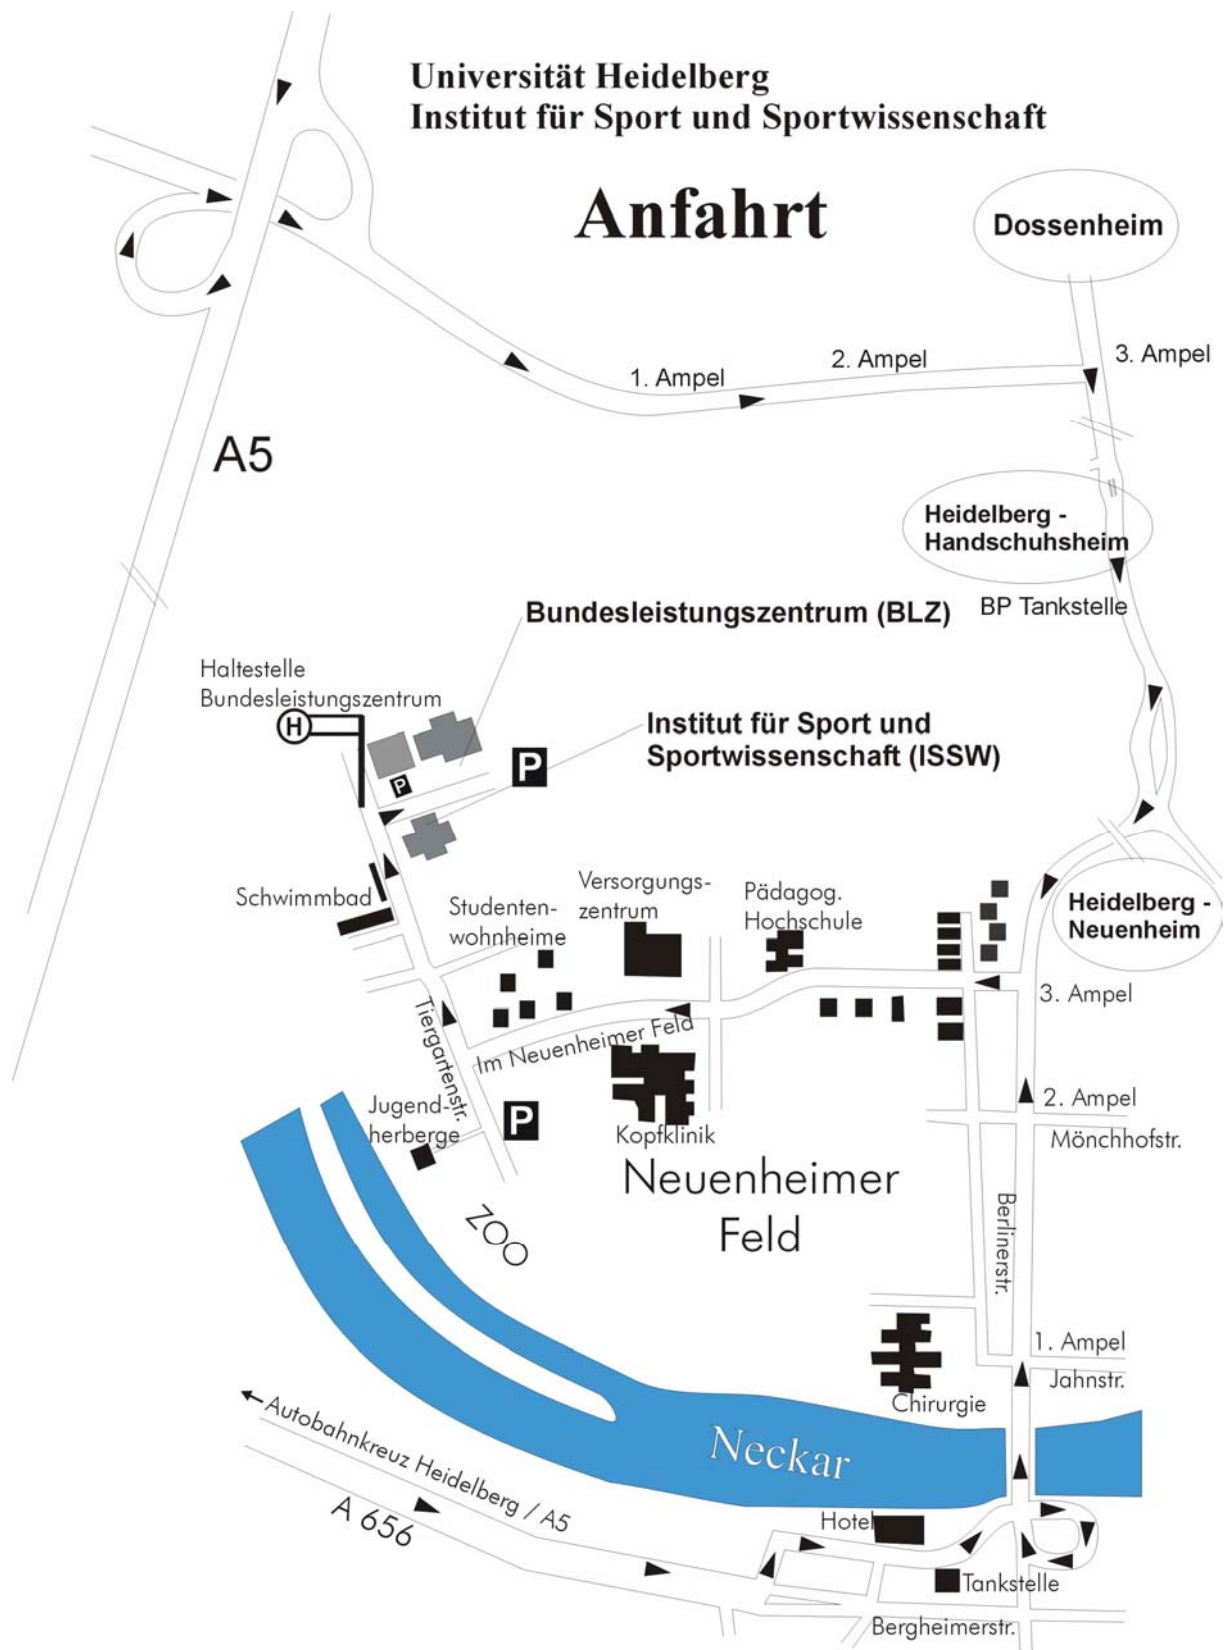 Universität Heidelberg
Institut für Sport und Sportwissenschaft
Anfahrt
Dossenheim
1. Ampel
2. Ampel
3. Ampel
A5
Heidelberg -
Handschuhsheim
BP Tankstelle
Bundesleistungszentrum (BLZ)
Haltestelle
Bundesleistungszentrum
H
Institut für Sport und
Sportwissenschaft (ISSW)
P
P
Schwimmbad
Studenten-
wohnheime
Versorgungs-
zentrum
Pädagog.
Hochschule
Heidelberg -
Neuenheim
3. Ampel
Tiergartenstr.
Im Neuenheimer Feld
2. Ampel
Mönchhofstr.
Jugend-
herberge
P
Kopfklinik
Neuenheimer
Feld
Berlinerstr.
ZOO
1. Ampel
Jahnstr.
Chirurgie
Neckar
Autobahnkreuz Heidelberg / A5
A 656
Hotel
Tankstelle
Bergheimerstr.